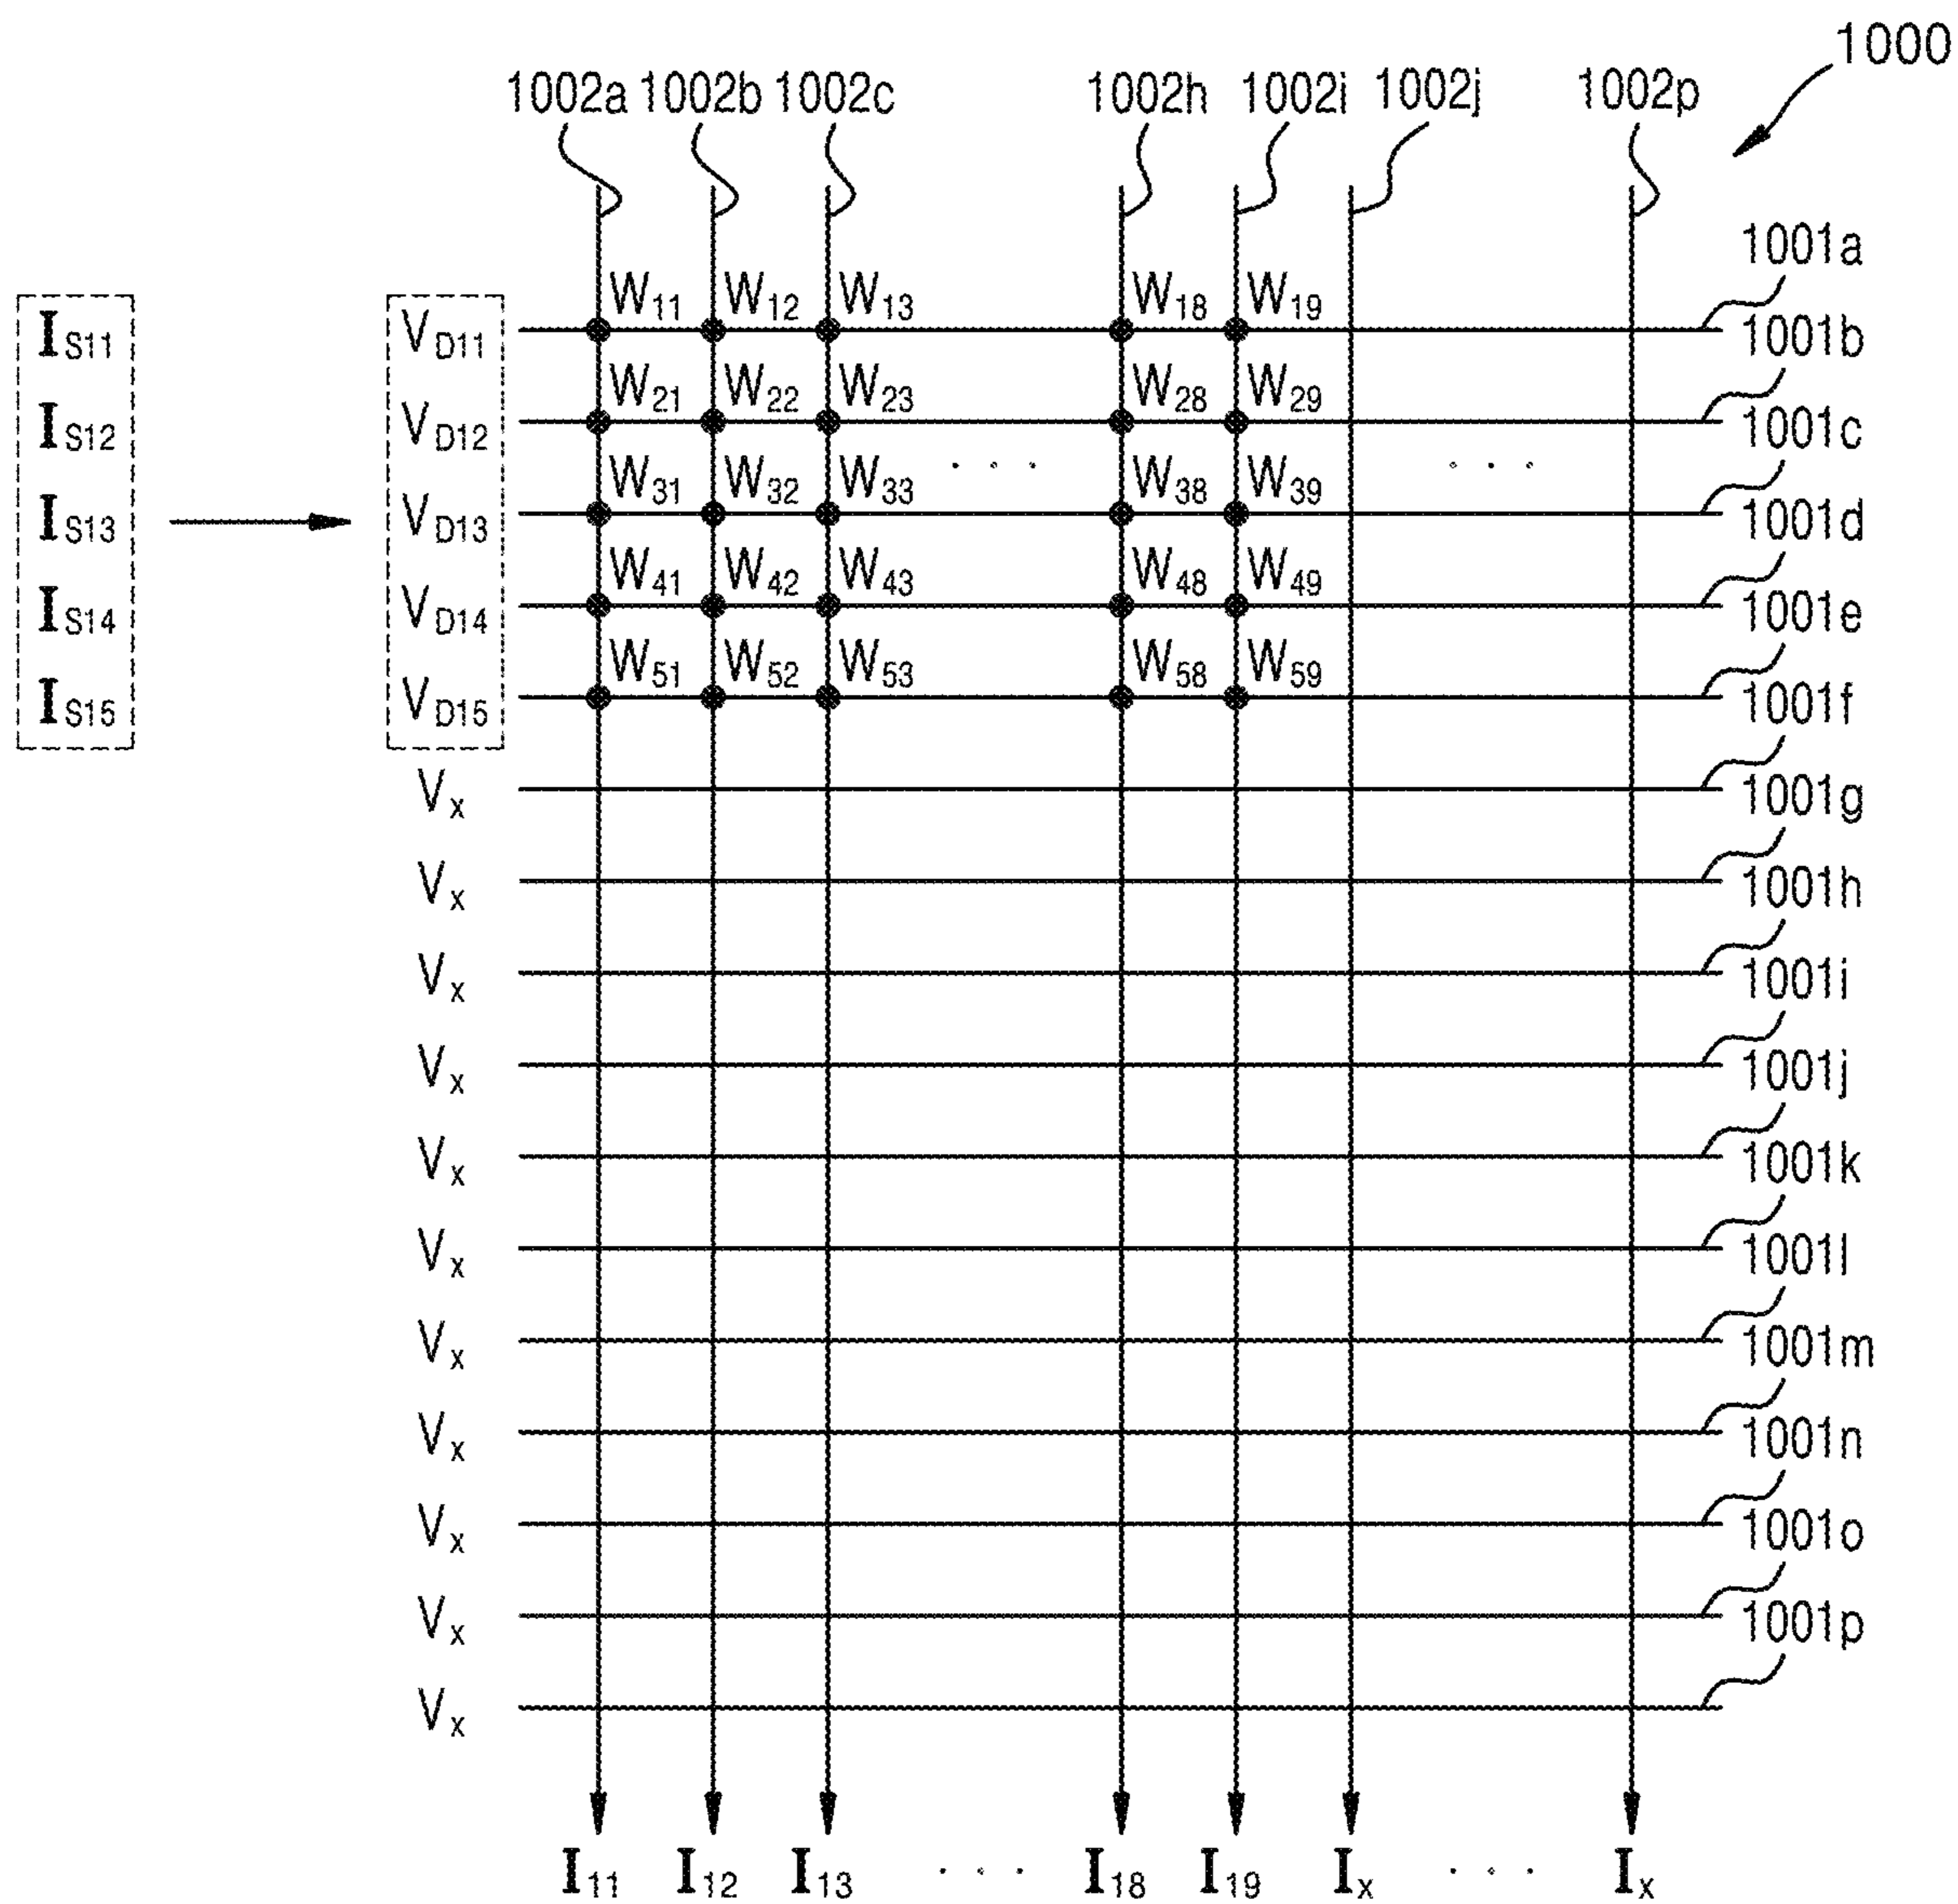 1000
1002a 1002b 1002c 1002h 1002i 1002j 1002p
1001a
W11 W12 W13 W18 W19
IS11 VD11 1001b
W21 W22 W23 W28 W29
IS12 VD12 1001c
W31 W32 W33 · · · W38 W39 · · ·
IS13 VD13 1001d
W41 W42 W43 W48 W49
IS14 VD14 1001e
W51 W52 W53 W58 W59
IS15 VD15 1001f
Vx 1001g
Vx 1001h
Vx 1001i
Vx 1001j
Vx 1001k
Vx 1001l
Vx 1001m
Vx 1001n
Vx 1001o
Vx 1001p
Vx
I11 I12 I13 · · · I18 I19 Ix · · · Ix